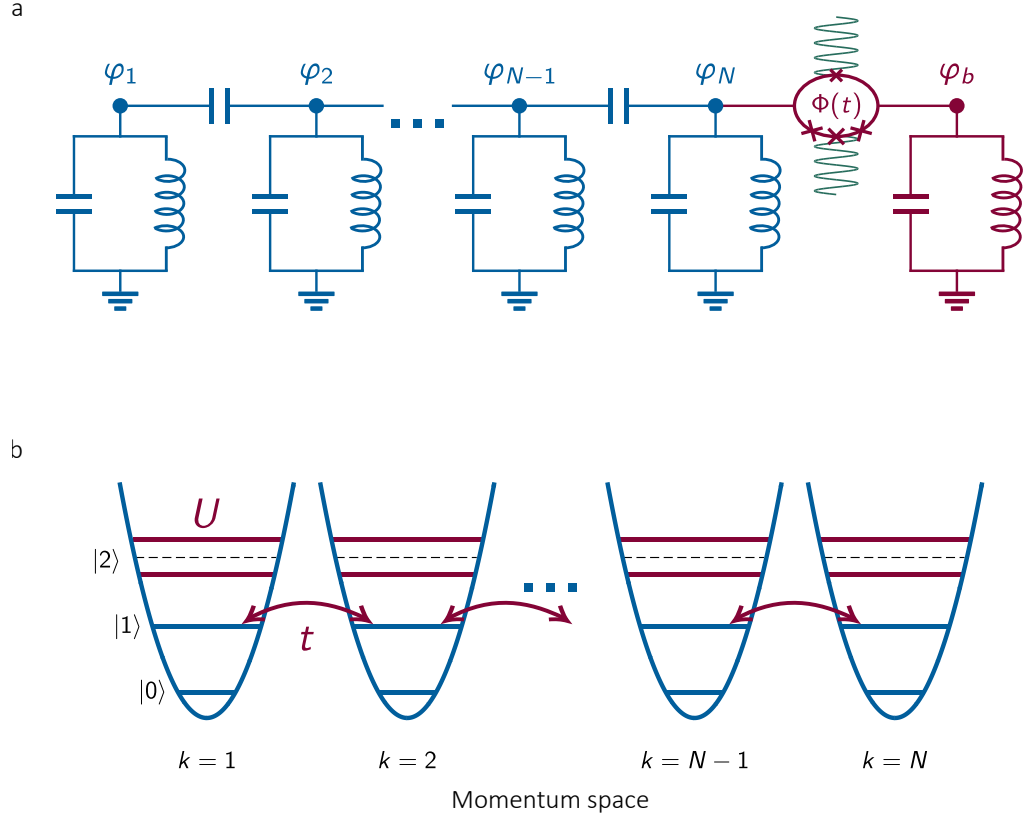 a
φ1 φ2 φN−1 φN φb
Φ(t)
b
U
|2⟩
|1⟩
t
|0⟩
k = 1 k = 2 k = N − 1 k = N
Momentum space